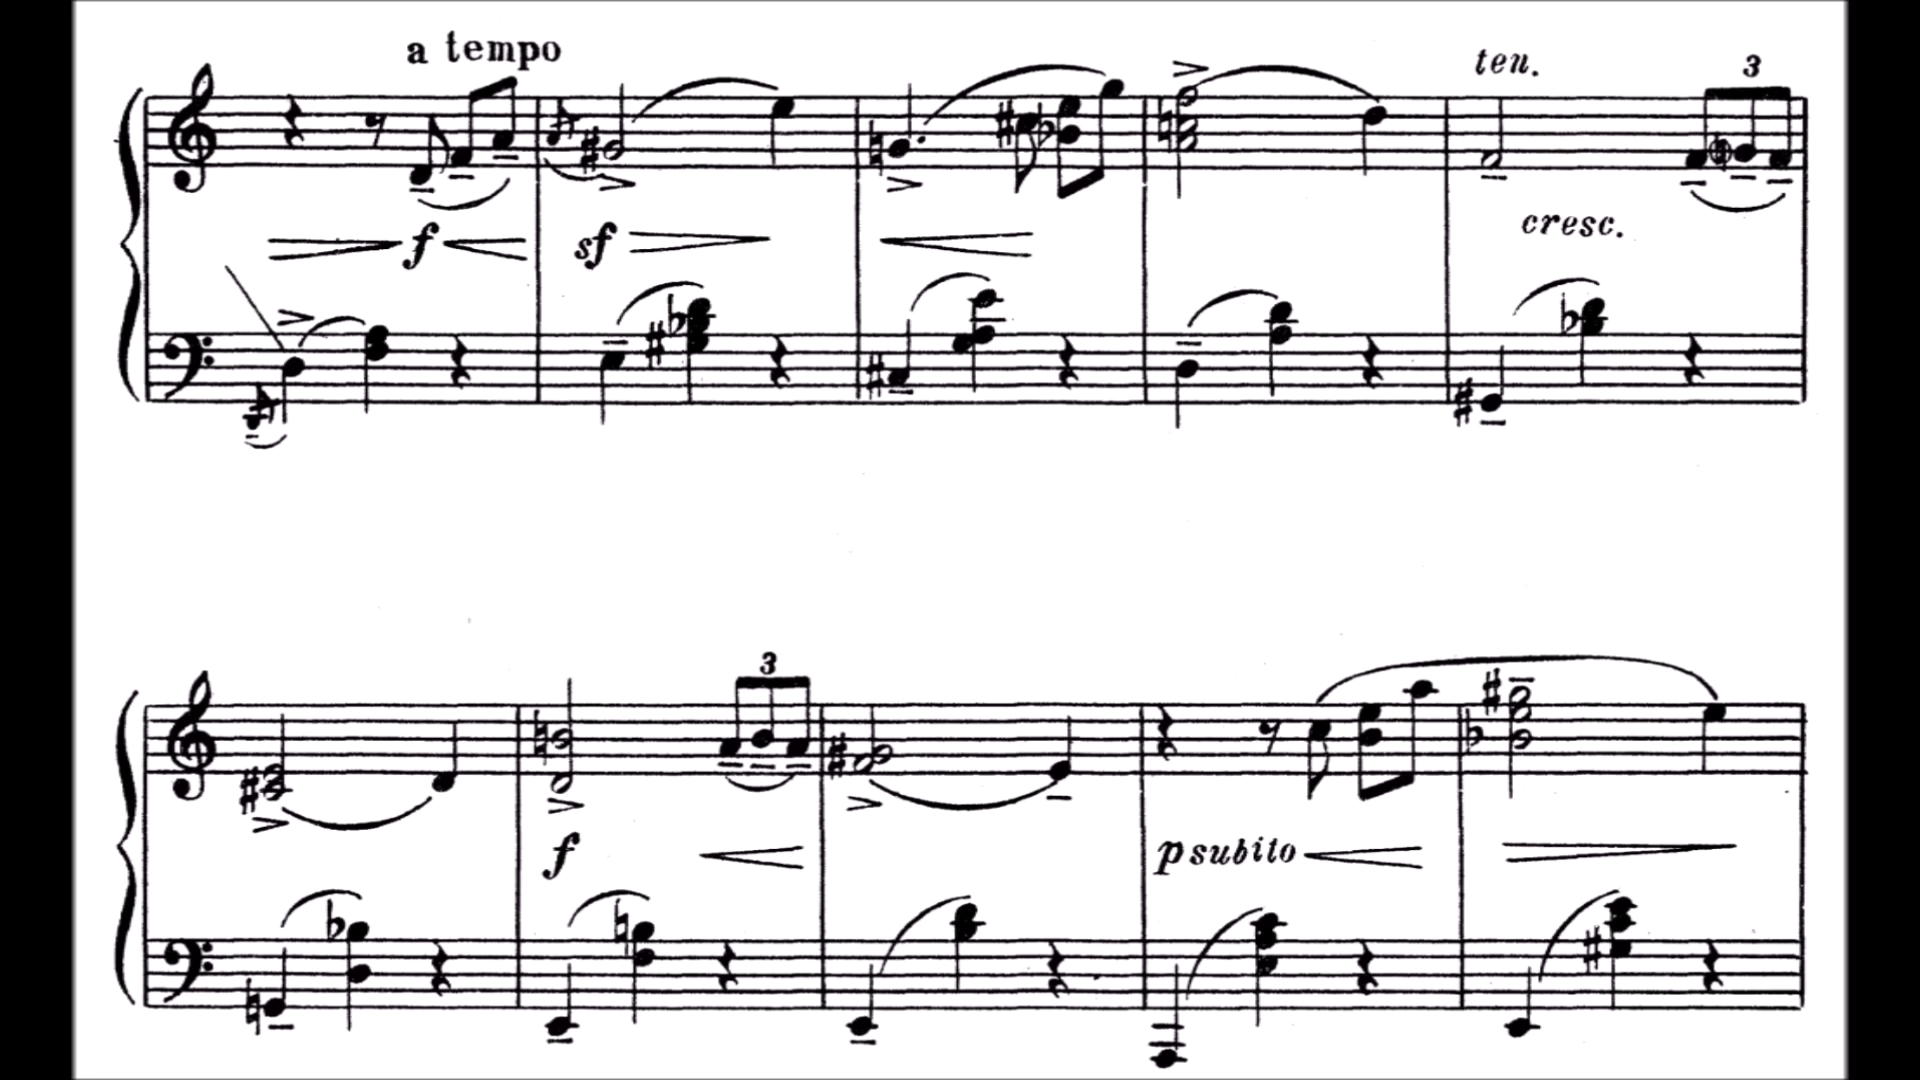 a tempo
ten. 3
f sf cresc.
3
f p subito